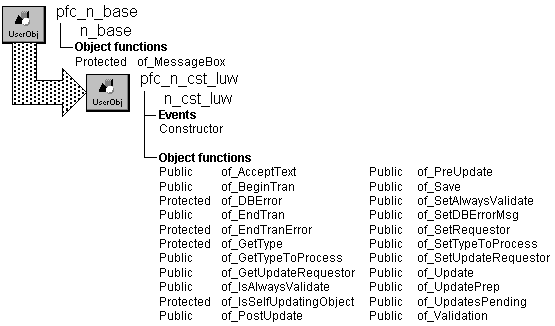 pfc_n_base
UserObj
n_base
Object functions
Protected of_MessageBox
pfc_n_cst_luw
UserObj
n_cst_luw
Events
Constructor
Object functions
Public of_AcceptText Public of_PreUpdate
Public of_BeginTran Public of_Save
Protected of_DBError Public of_SetAlwaysValidate
Public of_EndTran Public of_SetDBErrorMsg
Protected of_EndTranError Public of_SetRequestor
Protected of_GetType Public of_SetTypeToProcess
Public of_GetTypeToProcess Public of_SetUpdateRequestor
Public of_GetUpdateRequestor Public of_Update
Public of_IsAlwaysValidate Public of_UpdatePrep
Protected of_IsSelfUpdatingObject Public of_UpdatesPending
Public of_PostUpdate Public of_Validation